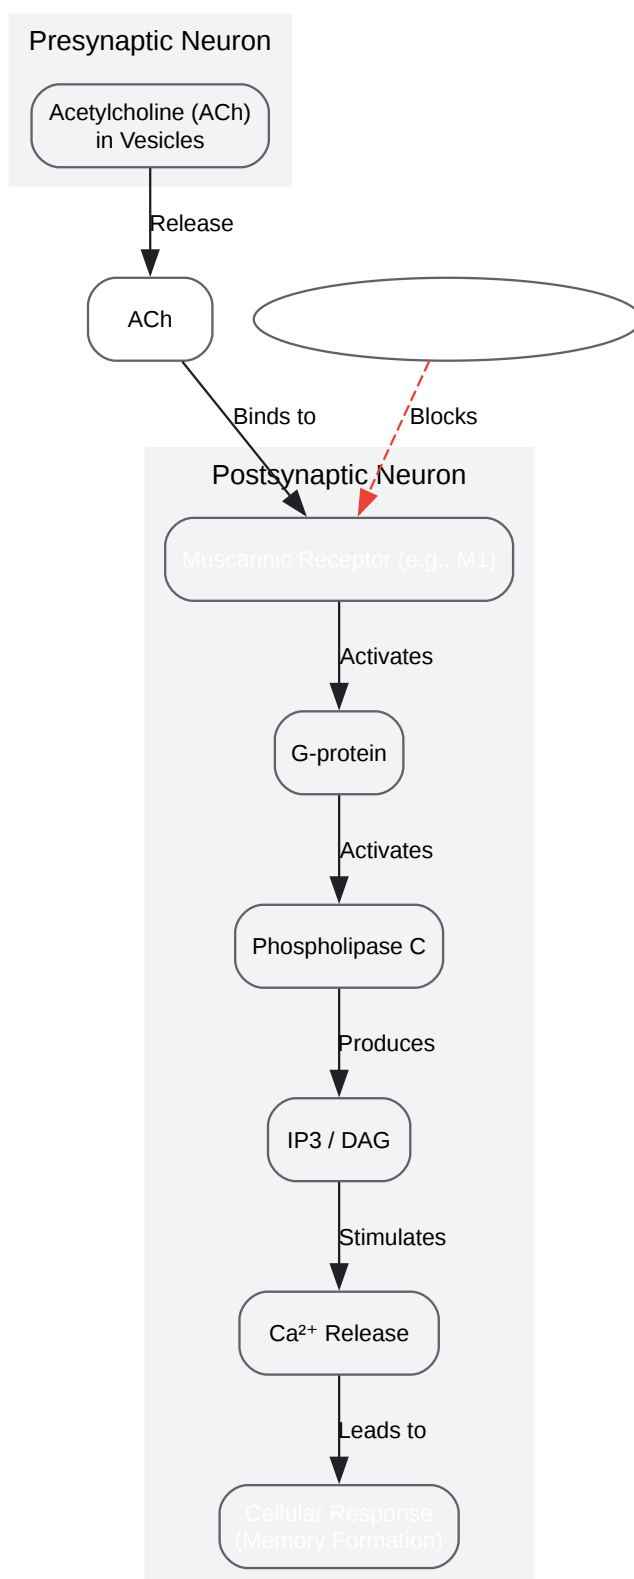 Presynaptic Neuron
Acetylcholine (ACh)
in Vesicles
Release
ACh
Binds to
Blocks
Postsynaptic Neuron
Muscarinic Receptor (e.g., M1)
Activates
G-protein
Activates
Phospholipase C
Produces
IP3 / DAG
Stimulates
Ca²⁺ Release
Leads to
Cellular Response
(Memory Formation)